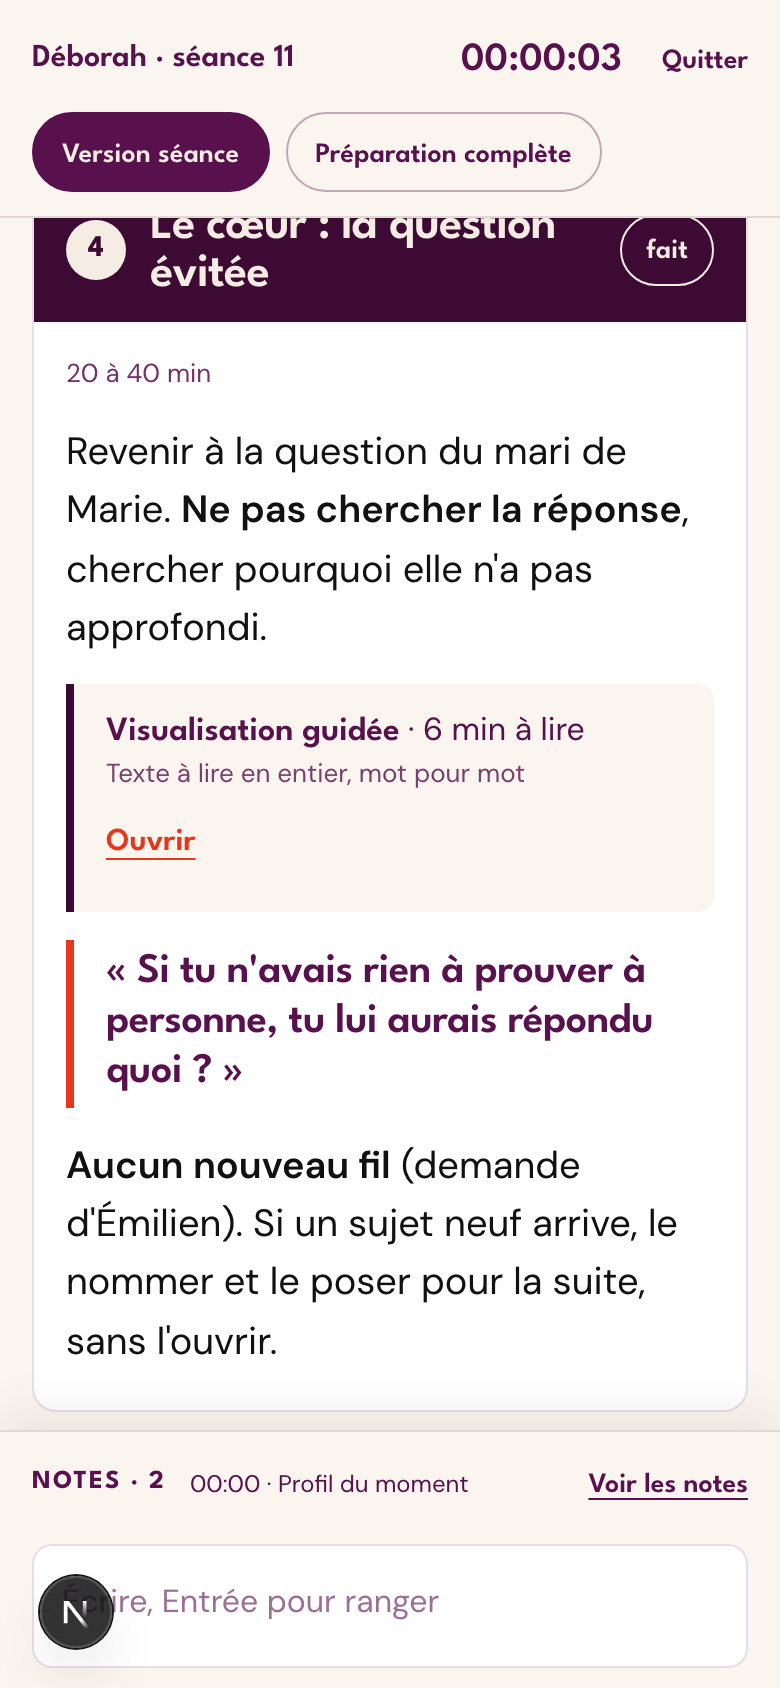 Déborah · séance 11
00:00:03
Quitter
Version séance
Préparation complète
4
Le cœur : la question
évitée
fait
20 à 40 min
Revenir à la question du mari de
Marie. Ne pas chercher la réponse,
chercher pourquoi elle n'a pas
approfondi.
Visualisation guidée · 6 min à lire
Texte à lire en entier, mot pour mot
Ouvrir
« Si tu n'avais rien à prouver à
personne, tu lui aurais répondu
quoi ? »
Aucun nouveau fil (demande
d'Émilien). Si un sujet neuf arrive, le
nommer et le poser pour la suite,
sans l'ouvrir.
NOTES · 2
00:00 · Profil du moment
Voir les notes
Écrire, Entrée pour ranger
N